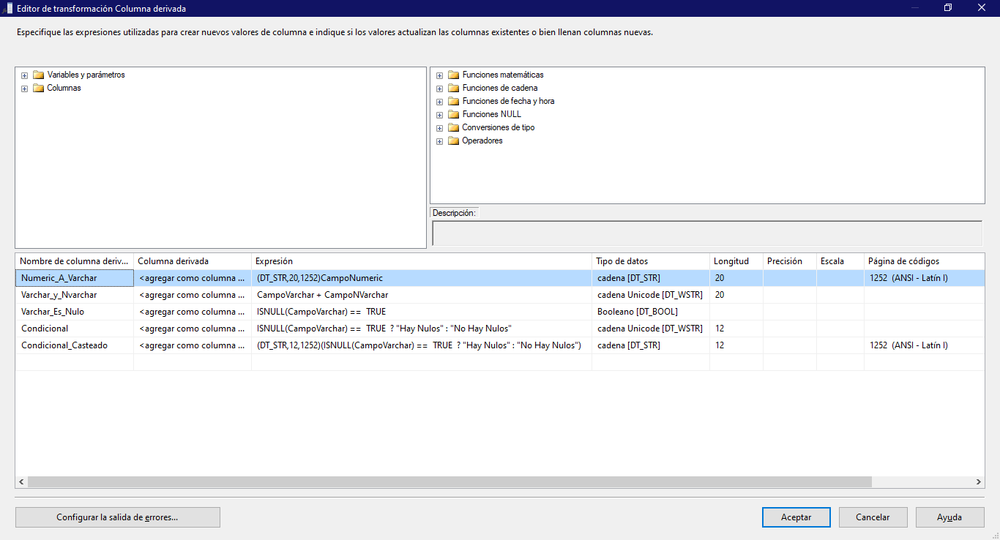 Editor de transformación Columna derivada
Especifique las expresiones utilizadas para crear nuevos valores de columna e indique si los valores actualizan las columnas existentes o bien llenan columnas nuevas.
Variables y parámetros
Columnas
Funciones matemáticas
Funciones de cadena
Funciones de fecha y hora
Funciones NULL
Conversiones de tipo
Operadores
Descripción:
Nombre de columna deriv... Columna derivada Expresión Tipo de datos Longitud Precisión Escala Página de códigos
Numeric_A_Varchar <agregar como columna ... (DT_STR,20,1252)CampoNumeric cadena [DT_STR] 20 1252 (ANSI - Latín I)
Varchar_y_Nvarchar <agregar como columna ... CampoVarchar + CampoNVarchar cadena Unicode [DT_WSTR] 20
Varchar_Es_Nulo <agregar como columna ... ISNULL(CampoVarchar) == TRUE Booleano [DT_BOOL]
Condicional <agregar como columna ... ISNULL(CampoVarchar) == TRUE ? "Hay Nulos" : "No Hay Nulos" cadena Unicode [DT_WSTR] 12
Condicional_Casteado <agregar como columna ... (DT_STR,12,1252)(ISNULL(CampoVarchar) == TRUE ? "Hay Nulos" : "No Hay Nulos") cadena [DT_STR] 12 1252 (ANSI - Latín I)
Configurar la salida de errores... Aceptar Cancelar Ayuda